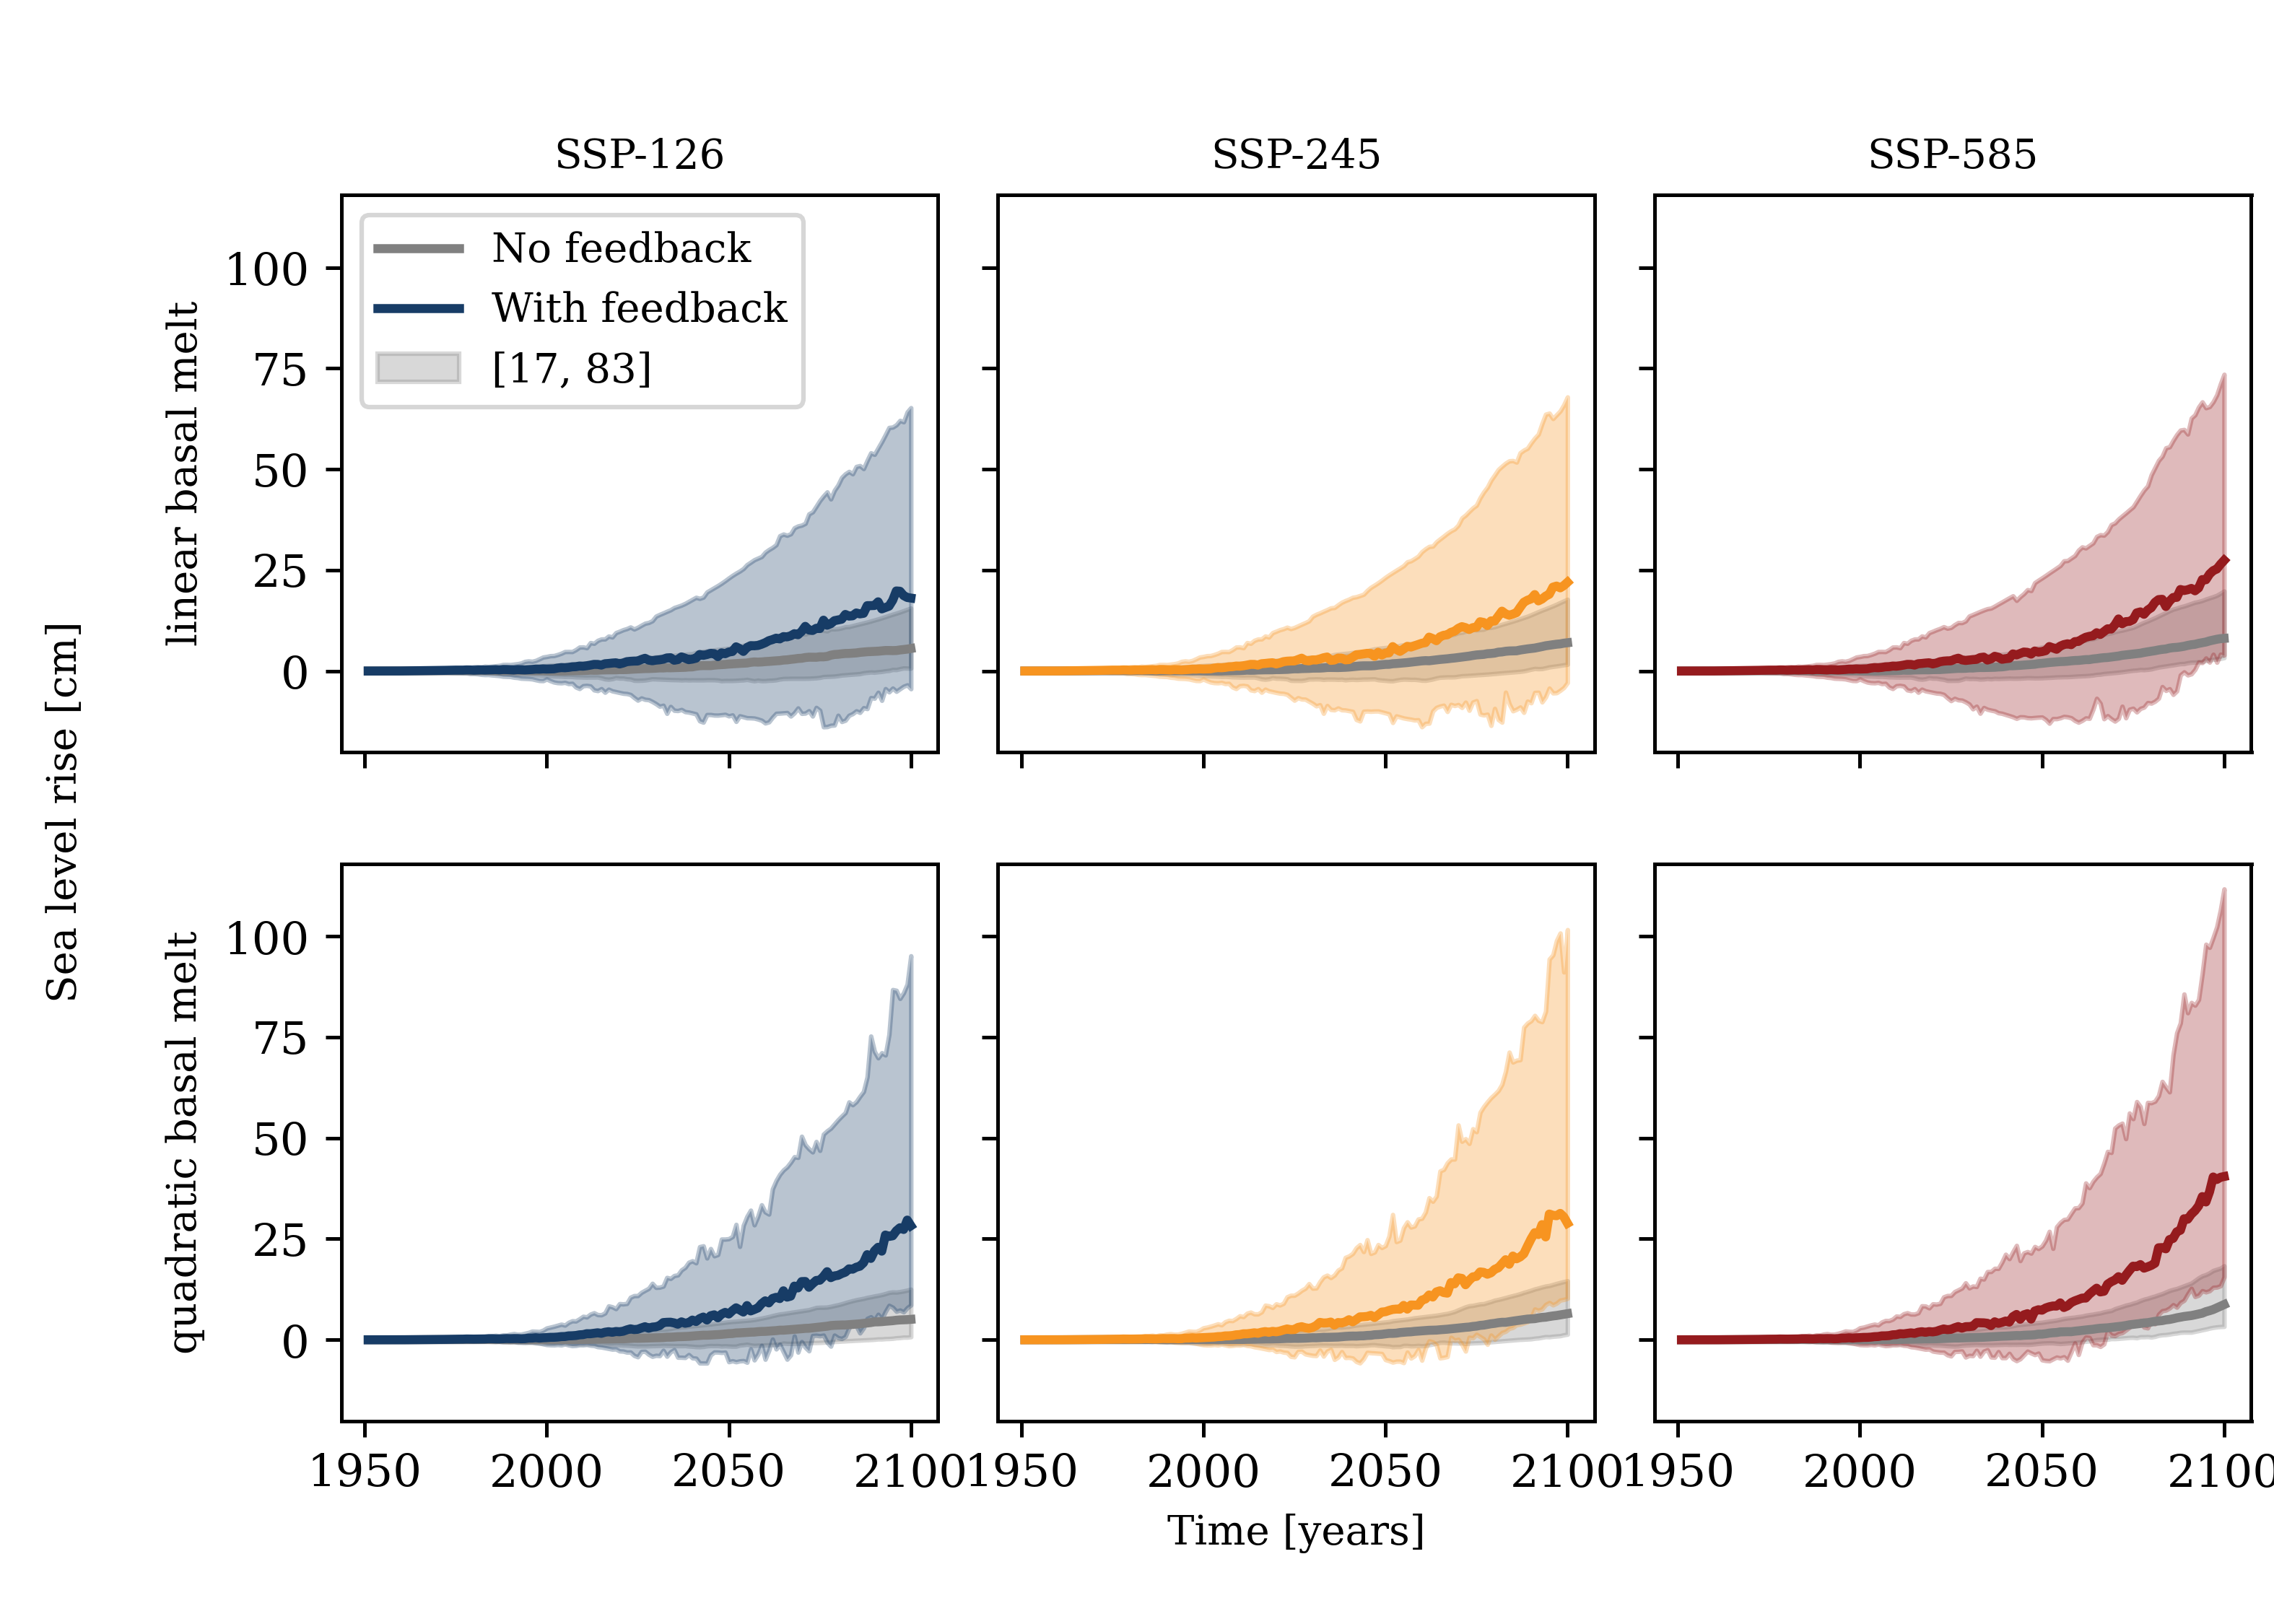 SSP-126
SSP-245
SSP-585
No feedback
With feedback
[17, 83]
100
75
50
25
0
linear basal melt
Sea level rise [cm]
100
75
50
25
0
quadratic basal melt
1950
2000
2050
2100
1950
2000
2050
2100
1950
2000
2050
2100
Time [years]